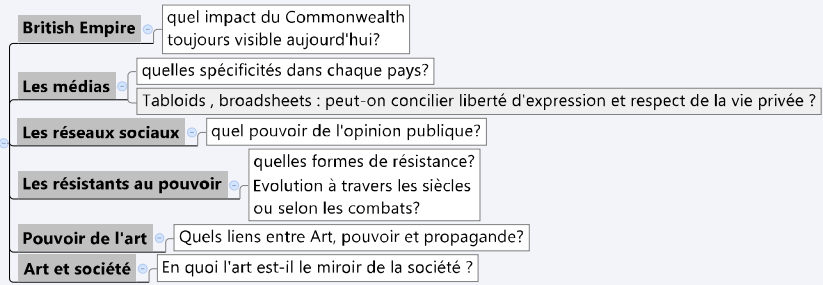 British Empire
quel impact du Commonwealth
toujours visible aujourd'hui?
Les médias
quelles spécificités dans chaque pays?
Tabloids , broadsheets : peut-on concilier liberté d'expression et respect de la vie privée ?
Les réseaux sociaux
quel pouvoir de l'opinion publique?
Les résistants au pouvoir
quelles formes de résistance?
Evolution à travers les siècles
ou selon les combats?
Pouvoir de l'art
Quels liens entre Art, pouvoir et propagande?
Art et société
En quoi l'art est-il le miroir de la société ?